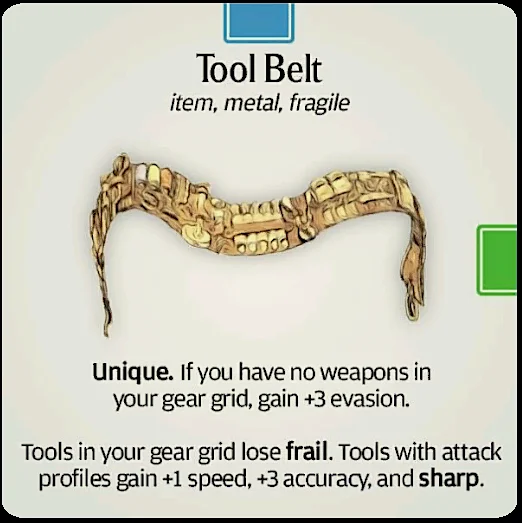 Tool Belt
item, metal, fragile
Unique. If you have no weapons in
your gear grid, gain +3 evasion.
Tools in your gear grid lose frail. Tools with attack
profiles gain +1 speed, +3 accuracy, and sharp.